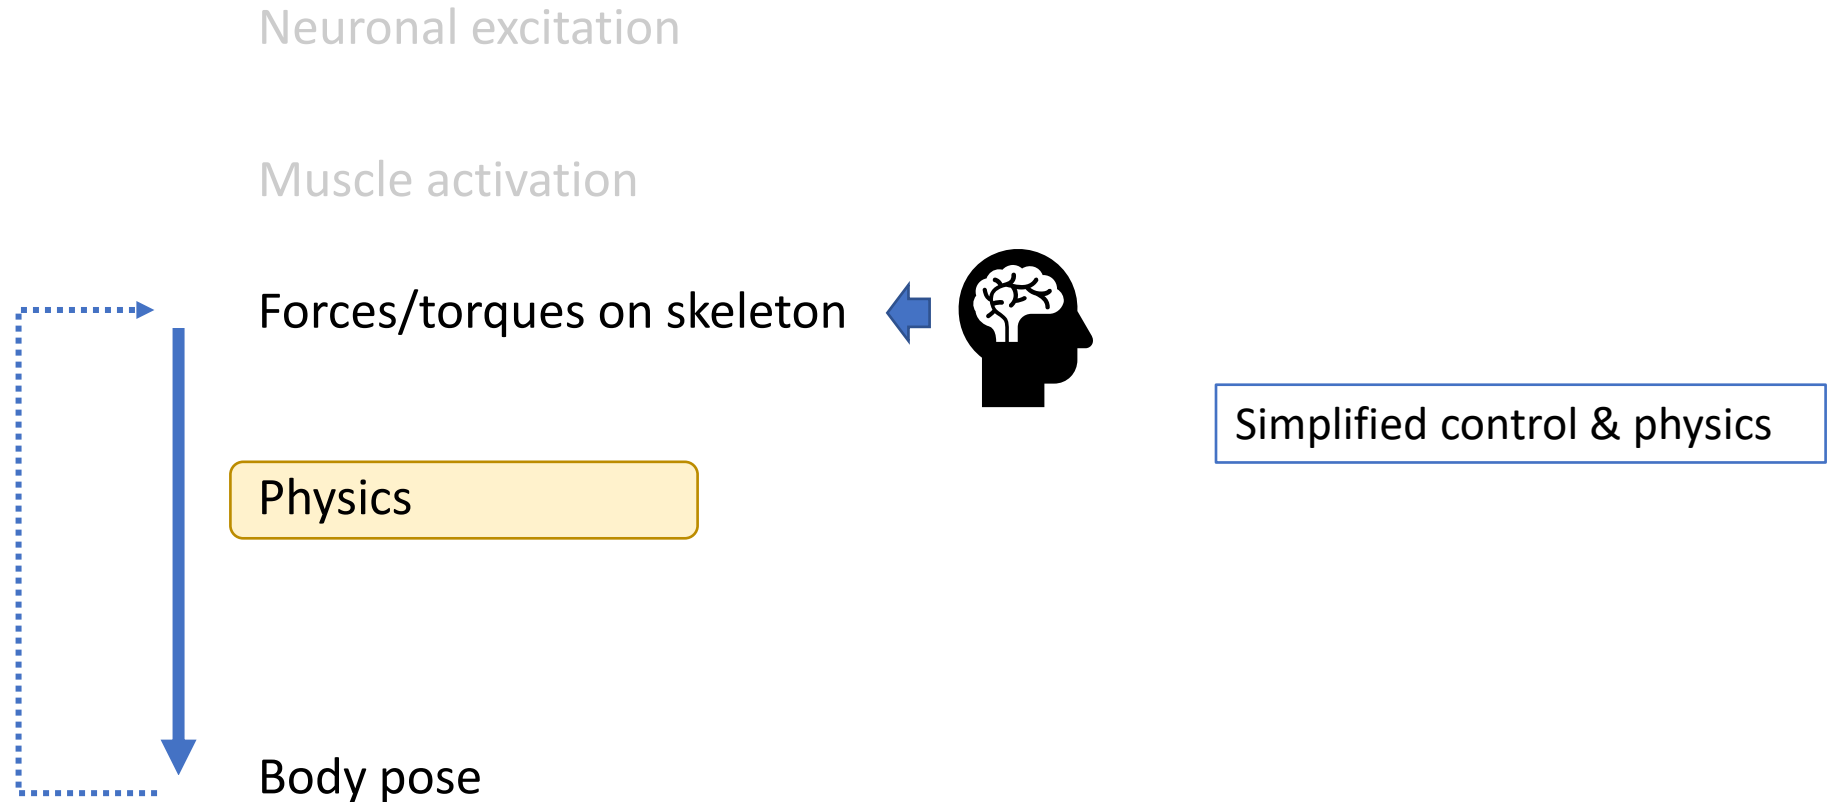 Neuronal excitation
Muscle activation
Forces/torques on skeleton
Simplified control & physics
Physics
Body pose